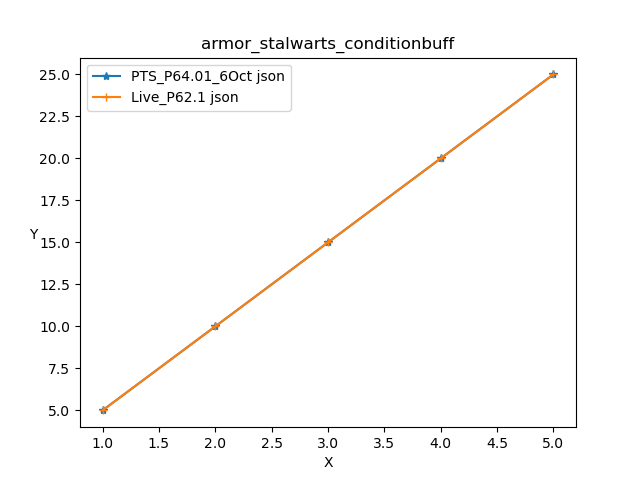 armor_stalwarts_conditionbuff
PTS_P64.01_6Oct json
Live_P62.1 json
25.0
22.5
20.0
17.5
15.0
12.5
10.0
7.5
5.0
Y
1.0 1.5 2.0 2.5 3.0 3.5 4.0 4.5 5.0
X